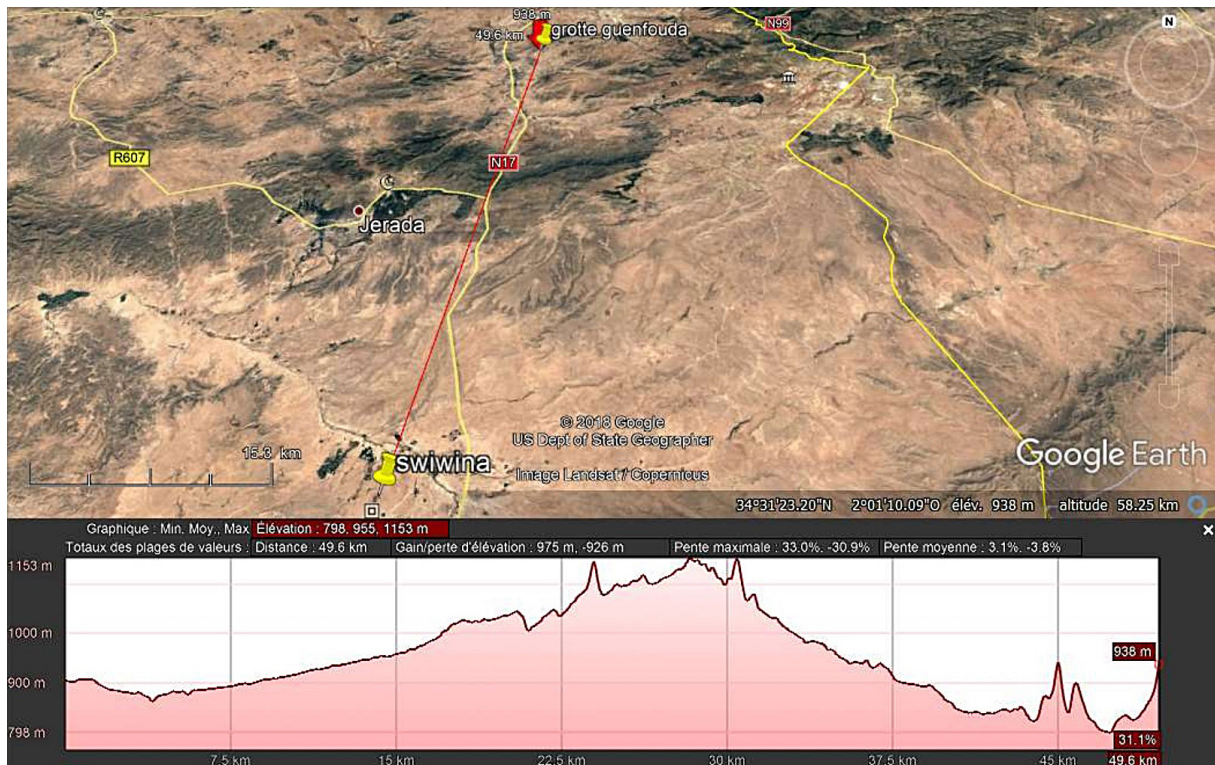 938 m
49.6 km
grotte guenfouda
N99
N
R607
N17
Jerada
© 2018 Google
US Dept of State Geographer
15.3 km
swiwina
Image Landsat / Copernicus
Google Earth
34°31'23.20"N 2°01'10.09"O élév. 938 m altitude 58.25 km
Graphique : Min. Moy., Max. Élévation : 798, 955, 1153 m
Totaux des plages de valeurs : Distance : 49.6 km Gain/perte d'élévation : 975 m, -926 m Pente maximale : 33.0%, -30.9% Pente moyenne : 3.1%, -3.8%
1153 m
1000 m
938 m
900 m
798 m
31.1%
7.5 km 15 km 22.5 km 30 km 37.5 km 45 km 49.6 km